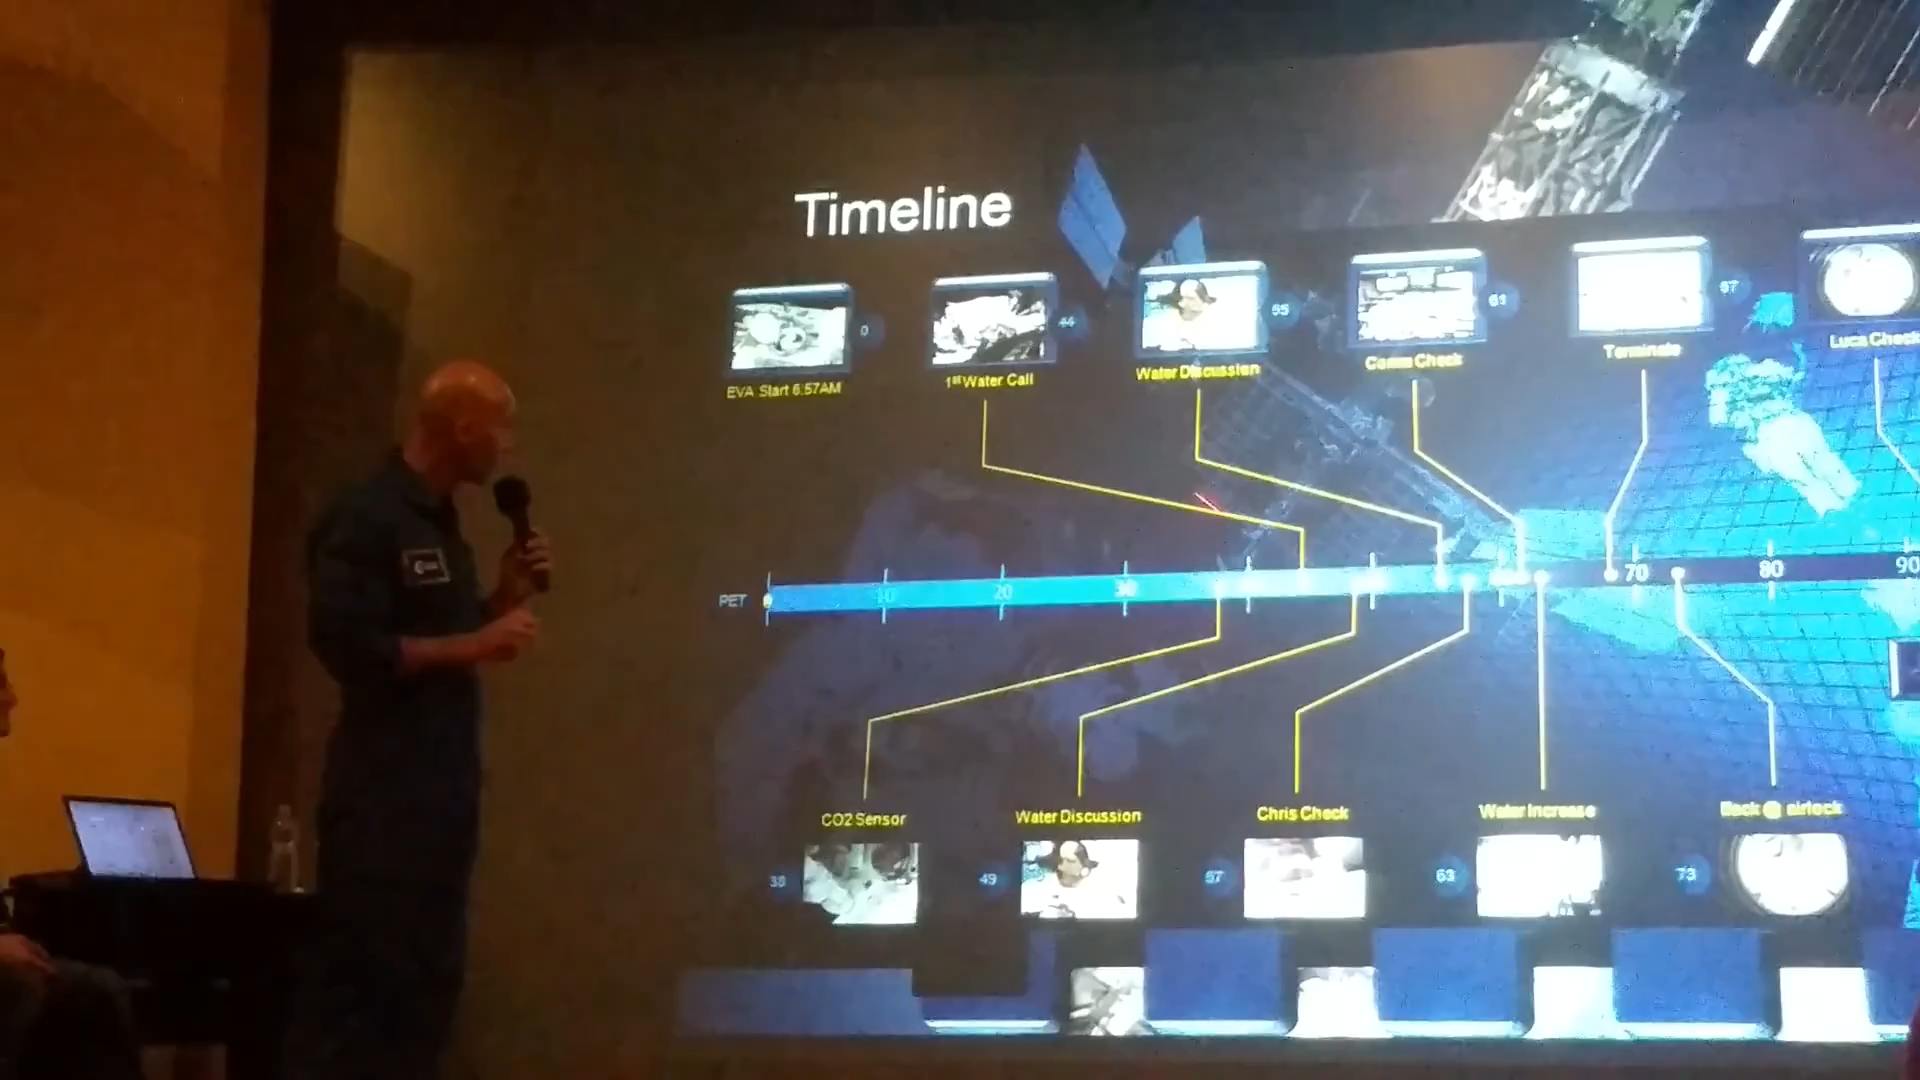 Timeline
0
44
55
61
67
EVA Start 6:57AM
1st Water Call
Water Discussion
Comm Check
Terminate
Luca Check
PET
10
20
30
70
80
90
CO2 Sensor
Water Discussion
Chris Check
Water Increase
Back @ airlock
38
49
57
63
73